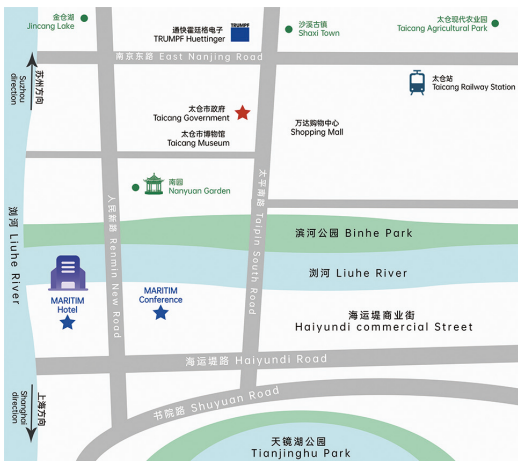 金仓湖
Jincang Lake
通快霍廷格电子
TRUMPF Huettinger
TRUMPF
沙溪古镇
Shaxi Town
太仓现代农业园
Taicang Agricultural Park
南京东路 East Nanjing Road
苏州方向
Suzhou
direction
太仓站
Taicang Railway Station
太仓市政府
Taicang Government
太仓市博物馆
Taicang Museum
万达购物中心
Shopping Mall
南园
Nanyuan Garden
人民新路 Renmin New Road
太平南路 Taipin South Road
浏河 Liuhe River
滨河公园 Binhe Park
浏河 Liuhe River
MARITIM
Hotel
MARITIM
Conference
海运堤商业街
Haiyundi commercial Street
海运堤路 Haiyundi Road
书院路 Shuyuan Road
上海方向
Shanghai
direction
天镜湖公园
Tianjinghu Park